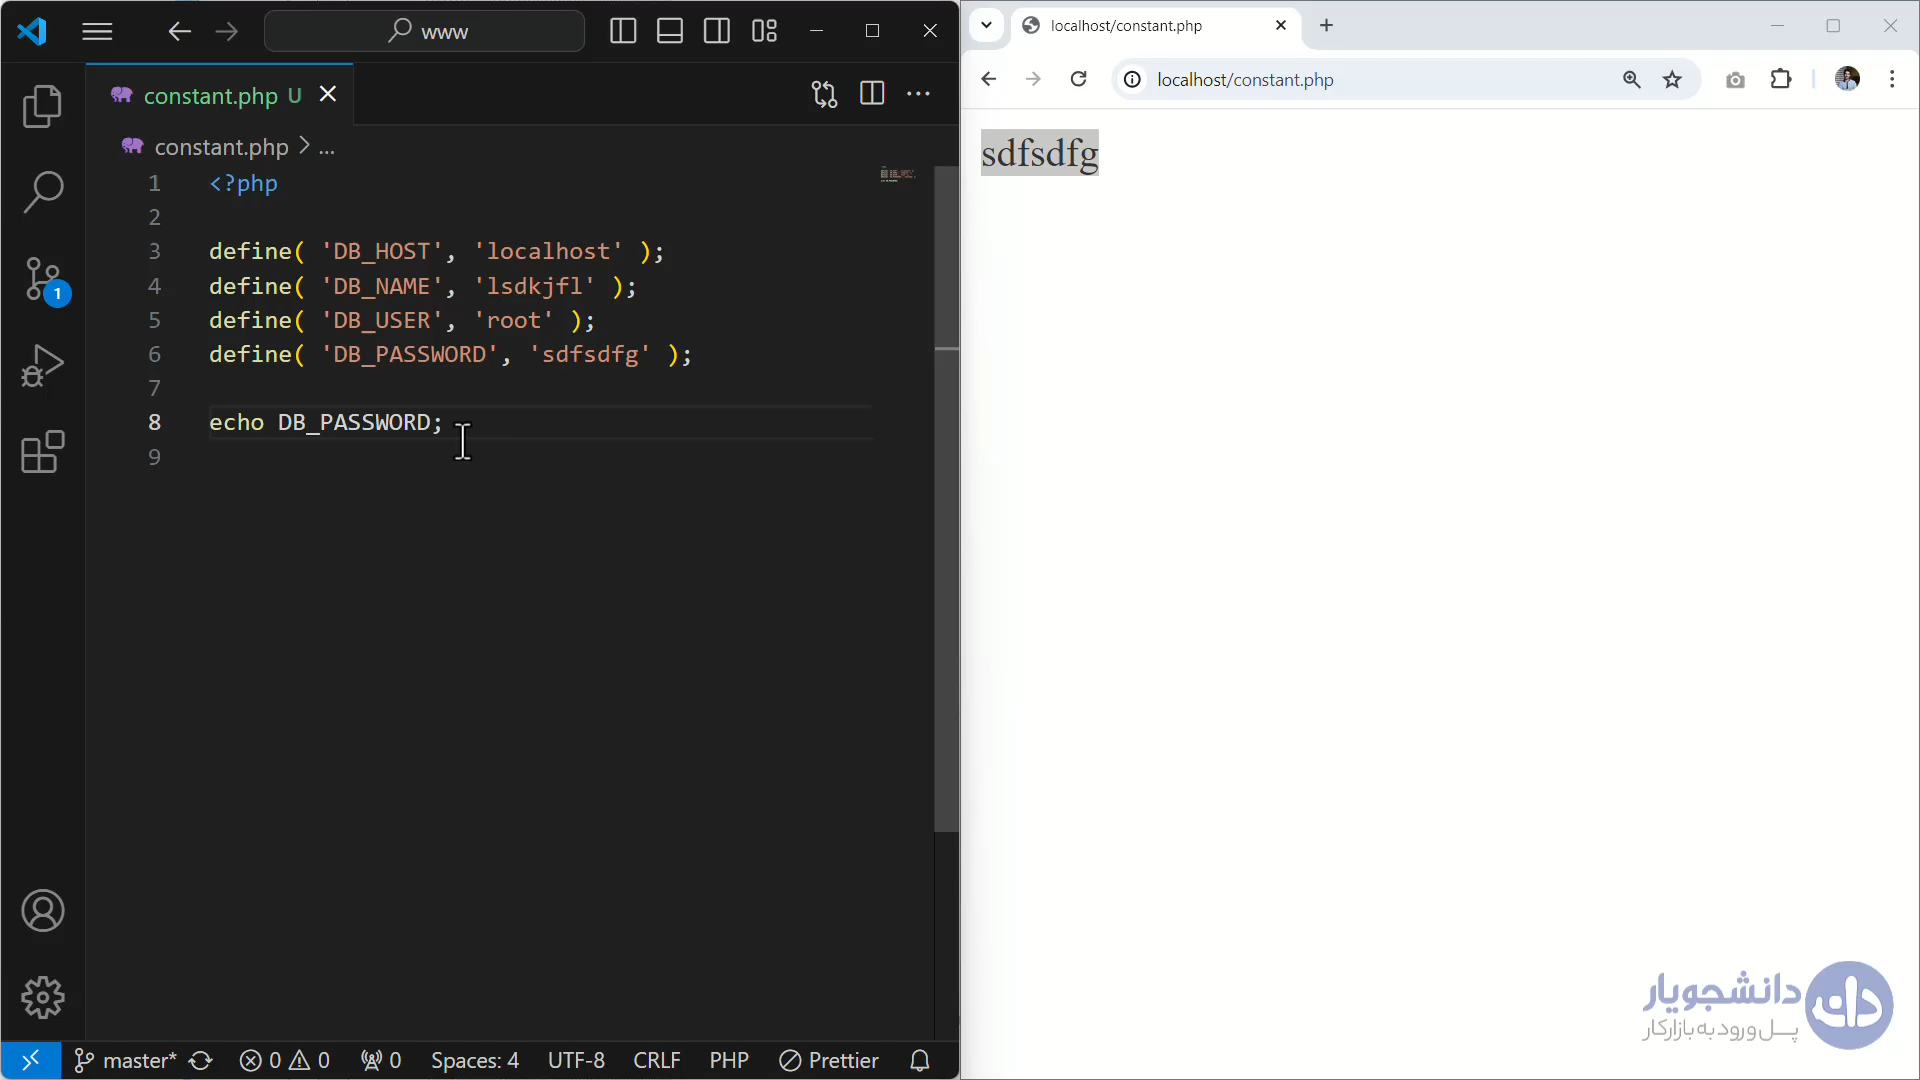 www
localhost/constant.php
constant.php U
localhost/constant.php
constant.php > ...
sdfsdfg
1 <?php
2
3 define( 'DB_HOST', 'localhost' );
4 define( 'DB_NAME', 'lsdkjfl' );
5 define( 'DB_USER', 'root' );
6 define( 'DB_PASSWORD', 'sdfsdfg' );
7
8 echo DB_PASSWORD;
9
1
دانشجویار
پل ورود به بازار کار
master* 0 0 0 Spaces: 4 UTF-8 CRLF PHP Prettier